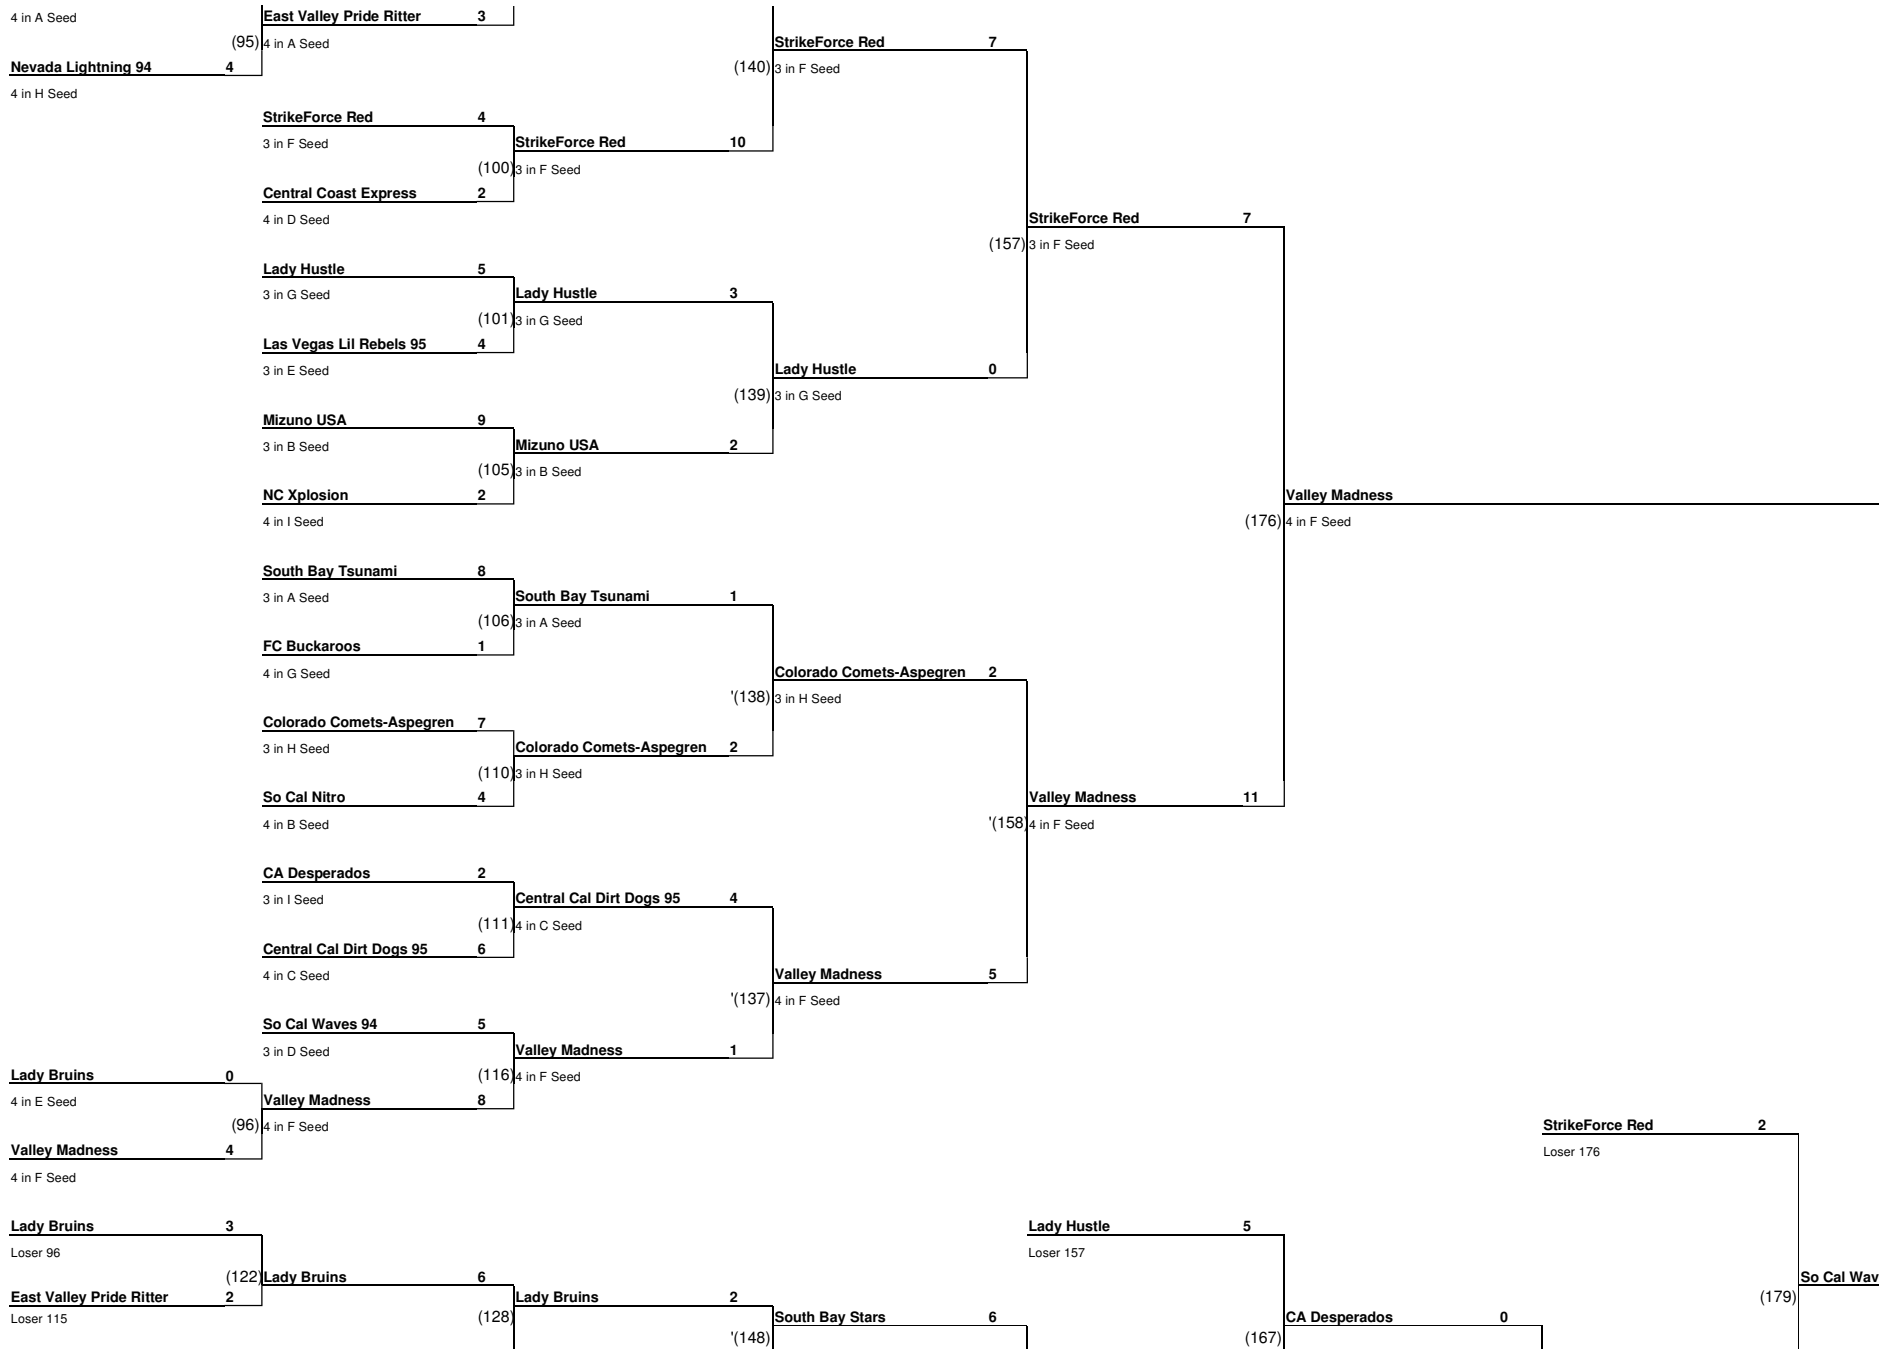 4 in A Seed
East Valley Pride Ritter 3
(95) 4 in A Seed
StrikeForce Red 7
Nevada Lightning 94 4
(140) 3 in F Seed
4 in H Seed
StrikeForce Red 4
3 in F Seed
StrikeForce Red 10
(100) 3 in F Seed
Central Coast Express 2
4 in D Seed
StrikeForce Red 7
(157) 3 in F Seed
Lady Hustle 5
3 in G Seed
Lady Hustle 3
(101) 3 in G Seed
Las Vegas Lil Rebels 95 4
3 in E Seed
Lady Hustle 0
(139) 3 in G Seed
Mizuno USA 9
3 in B Seed
Mizuno USA 2
(105) 3 in B Seed
NC Xplosion 2
Valley Madness
4 in I Seed
(176) 4 in F Seed
South Bay Tsunami 8
3 in A Seed
South Bay Tsunami 1
(106) 3 in A Seed
FC Buckaroos 1
4 in G Seed
Colorado Comets-Aspegren 2
'(138) 3 in H Seed
Colorado Comets-Aspegren 7
3 in H Seed
Colorado Comets-Aspegren 2
(110) 3 in H Seed
So Cal Nitro 4
Valley Madness 11
4 in B Seed
'(158) 4 in F Seed
CA Desperados 2
3 in I Seed
Central Cal Dirt Dogs 95 4
(111) 4 in C Seed
Central Cal Dirt Dogs 95 6
4 in C Seed
Valley Madness 5
'(137) 4 in F Seed
So Cal Waves 94 5
3 in D Seed
Valley Madness 1
Lady Bruins 0
(116) 4 in F Seed
4 in E Seed
Valley Madness 8
(96) 4 in F Seed
StrikeForce Red 2
Valley Madness 4
Loser 176
4 in F Seed
Lady Bruins 3
Lady Hustle 5
Loser 96
Loser 157
(122) Lady Bruins 6
So Cal Wav
East Valley Pride Ritter 2
Lady Bruins 2
(179)
Loser 115
(128)
South Bay Stars 6
CA Desperados 0
'(148)
(167)